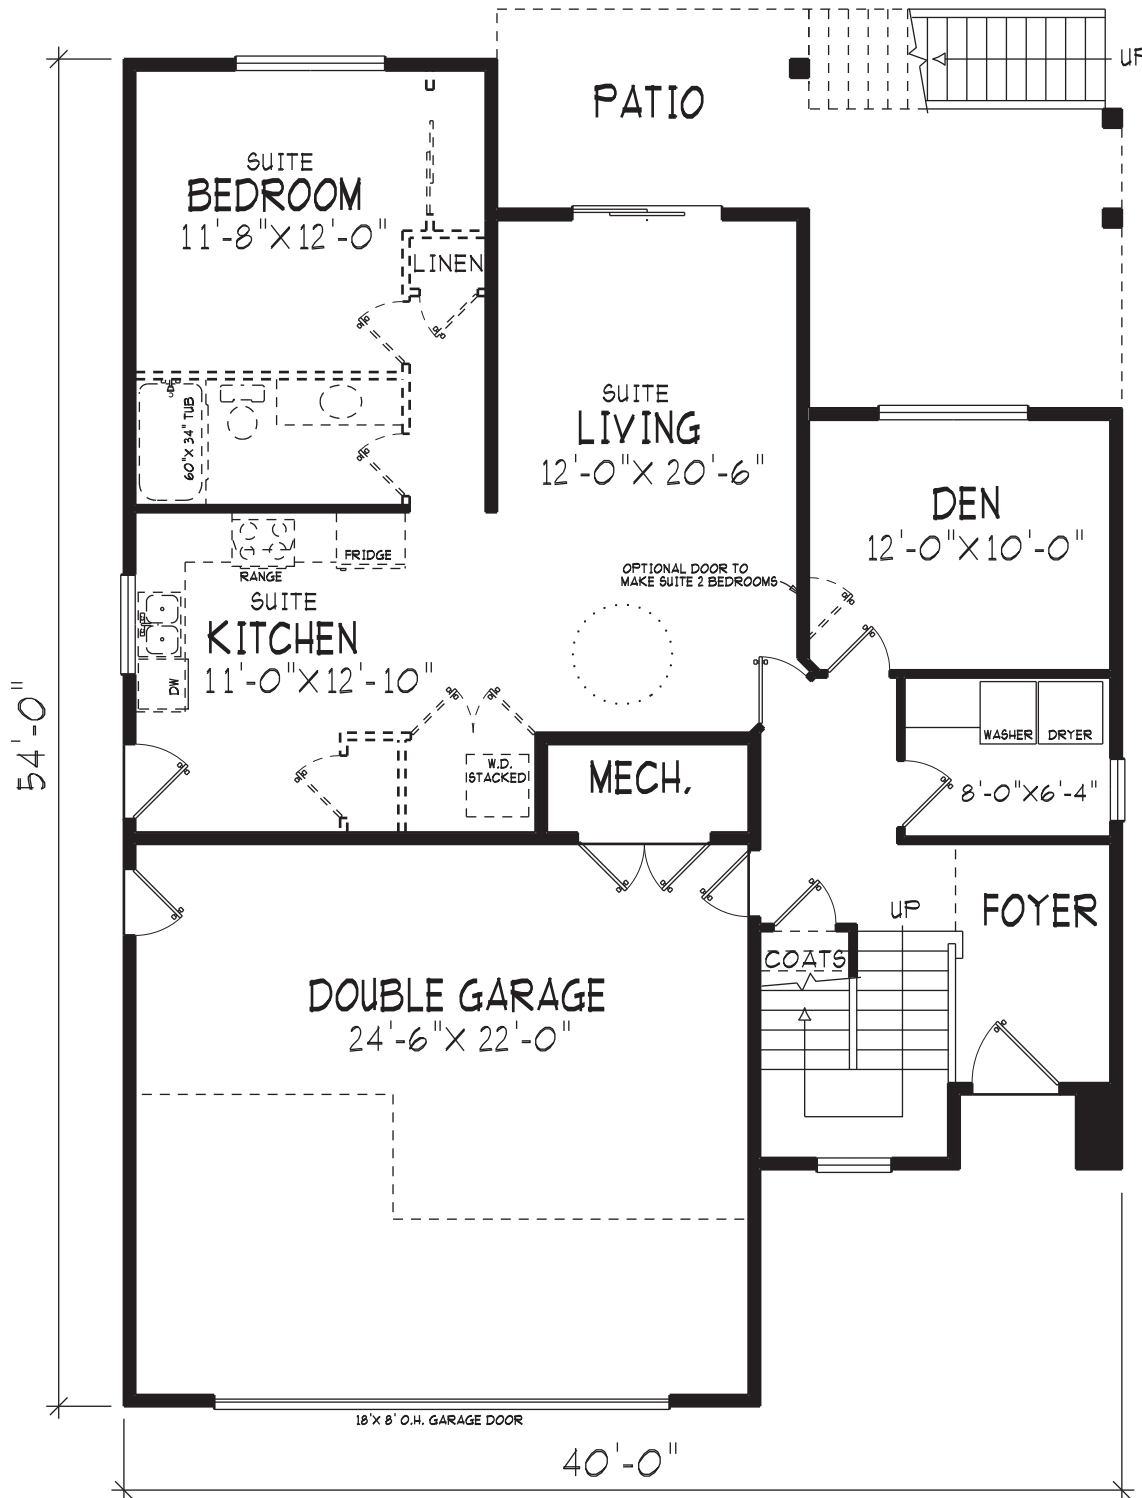 UP
PATIO
SUITE
BEDROOM
11'-8"X12'-0"
LINEN
SUITE
LIVING
12'-0"X 20'-6"
60"X 34" TUB
DEN
12'-0"X10'-0"
RANGE
FRIDGE
OPTIONAL DOOR TO
MAKE SUITE 2 BEDROOMS
SUITE
KITCHEN
11'-0"X12'-10"
DW
54'-0"
WASHER
DRYER
W.D.
STACKED
MECH.
8'-0"X6'-4"
UP
FOYER
COATS
DOUBLE GARAGE
24'-6"X 22'-0"
18'X 8' O.H. GARAGE DOOR
40'-0"